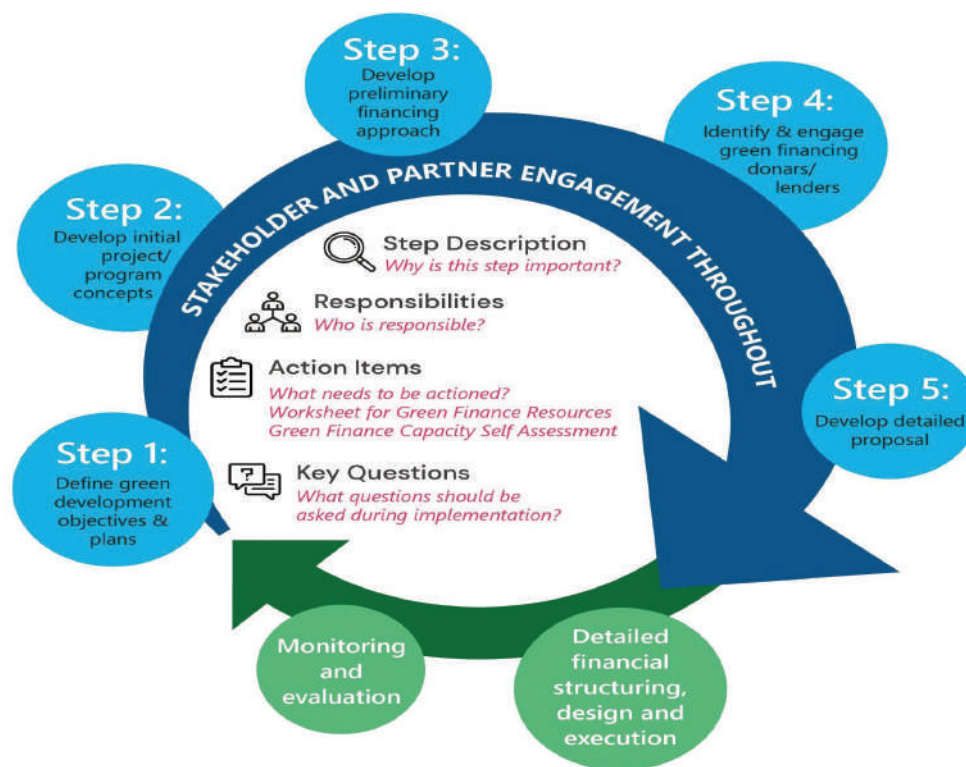 Step 3:
Develop
preliminary
financing
approach
Step 4:
Identify & engage
green financing
donars/
lenders
Step 2:
Develop initial
project/
program
concepts
STAKEHOLDER AND PARTNER ENGAGEMENT THROUGHOUT
Step Description
Why is this step important?
Responsibilities
Who is responsible?
Action Items
What needs to be actioned?
Worksheet for Green Finance Resources
Green Finance Capacity Self Assessment
Key Questions
What questions should be
asked during implementation?
Step 5:
Develop detailed
proposal
Step 1:
Define green
development
objectives &
plans
Monitoring
and
evaluation
Detailed
financial
structuring,
design and
execution